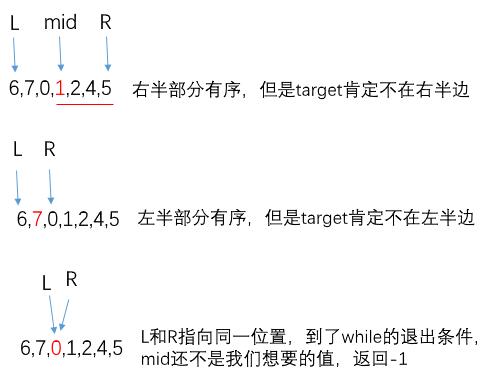 L mid R
6,7,0,1,2,4,5 右半部分有序，但是target肯定不在右半边
L R
6,7,0,1,2,4,5 左半部分有序，但是target肯定不在左半边
L R
6,7,0,1,2,4,5 L和R指向同一位置，到了while的退出条件,
mid还不是我们想要的值，返回-1